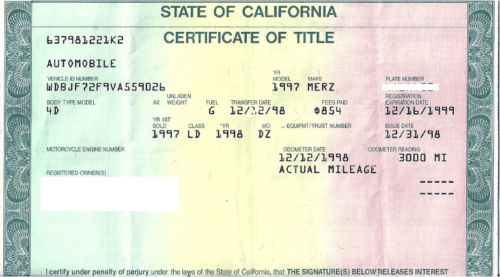 STATE OF CALIFORNIA
637981221K2
CERTIFICATE OF TITLE
AUTOMOBILE
VEHICLE ID NUMBER YR MODEL MAKE PLATE NUMBER
WDBJF72F9VA559026 1997 MERZ
BODY TYPE MODEL AX UNLADEN WEIGHT FUEL TRANSFER DATE FEES PAID REGISTRATION EXPIRATION DATE
4D G 12/32/98 $854 12/16/1999
YR 1ST SOLD CLASS YR MO EQUIPMT/TRUST NUMBER ISSUE DATE
1997 LD 1998 DZ 12/31/98
MOTORCYCLE ENGINE NUMBER ODOMETER DATE ODOMETER READING
12/12/1998 3000 MI
REGISTERED OWNER(S) ACTUAL MILEAGE
-----
-----
I certify under penalty of perjury under the laws of the State of California, that THE SIGNATURE(S) BELOW RELEASES INTEREST